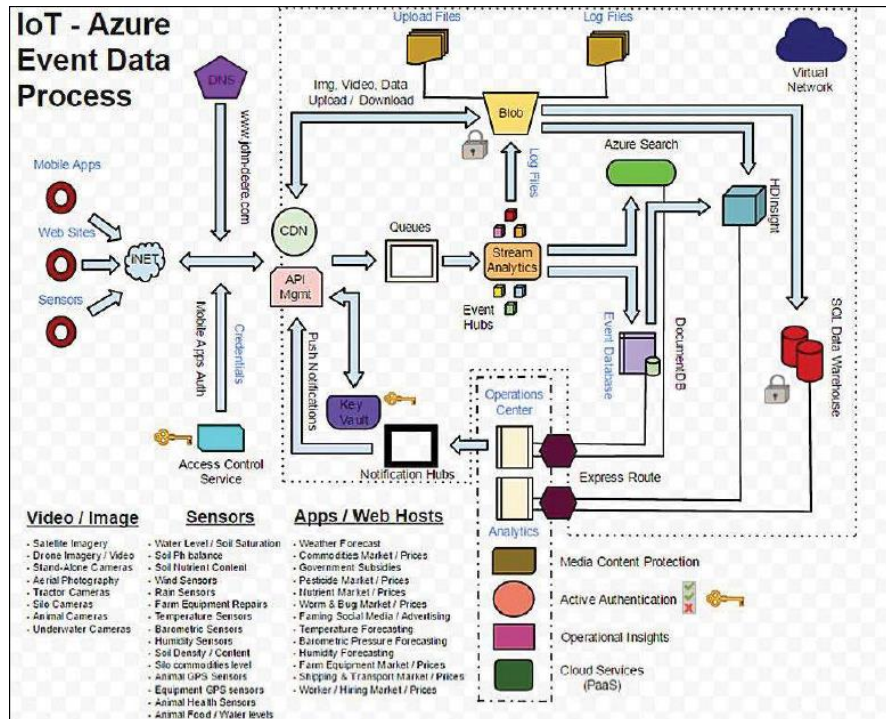 IoT - Azure
Event Data
Process
DNS
www.john-deere.com
Upload Files
Log Files
Img, Video, Data
Upload / Download
Blob
Virtual
Network
Azure Search
Log Files
HDInsight
Mobile Apps
Web Sites
Sensors
iNET
CDN
API
Mgmt
Queues
Stream
Analytics
Event
Hubs
Event Database
DocumentDB
SQL Data Warehouse
Mobile Apps Auth
Credentials
Push Notifications
Key
Vault
Access Control
Service
Notification Hubs
Operations
Center
Express Route
Analytics
Video / Image
- Satellite Imagery
- Drone Imagery / Video
- Stand-Alone Cameras
- Aerial Photography
- Tractor Cameras
- Silo Cameras
- Animal Cameras
- Underwater Cameras
Sensors
- Water Level / Soil Saturation
- Soil Ph balance
- Soil Nutrient Content
- Wind Sensors
- Rain Sensors
- Farm Equipment Repairs
- Temperature Sensors
- Barometric Sensors
- Humidity Sensors
- Soil Density / Content
- Silo commodities level
- Animal GPS Sensors
- Equipment GPS sensors
- Animal Health Sensors
- Animal Food / Water levels
Apps / Web Hosts
- Weather Forecast
- Commodities Market / Prices
- Government Subsidies
- Pesticide Market / Prices
- Nutrient Market / Prices
- Worm & Bug Market / Prices
- Faming Social Media / Advertising
- Temperature Forecasting
- Barometric Pressure Forecasting
- Humidity Forecasting
- Farm Equipment Market / Prices
- Shipping & Transport Market / Prices
- Worker / Hiring Market / Prices
Media Content Protection
Active Authentication
Operational Insights
Cloud Services
(PaaS)